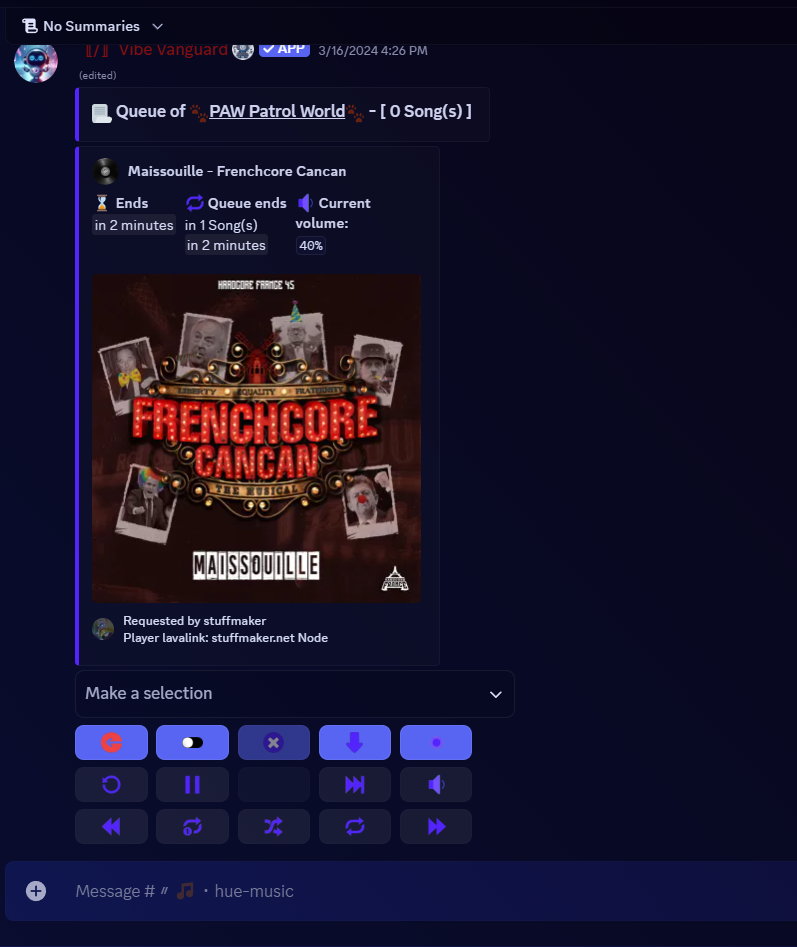 No Summaries
[/] Vibe Vanguard ✓ APP 3/16/2024 4:26 PM
(edited)
Queue of PAW Patrol World - [ 0 Song(s) ]
Maissouille - Frenchcore Cancan
Ends
in 2 minutes
Queue ends
in 1 Song(s)
in 2 minutes
Current
volume:
40%
HARDCORE FRANCE 45
LIBERTY EQUALITY FRATERNITY
FRENCHCORE
CANCAN
THE MUSICAL
MAISSOUILLE
Requested by stuffmaker
Player lavalink: stuffmaker.net Node
Make a selection
Message # 〃 🎵・hue-music